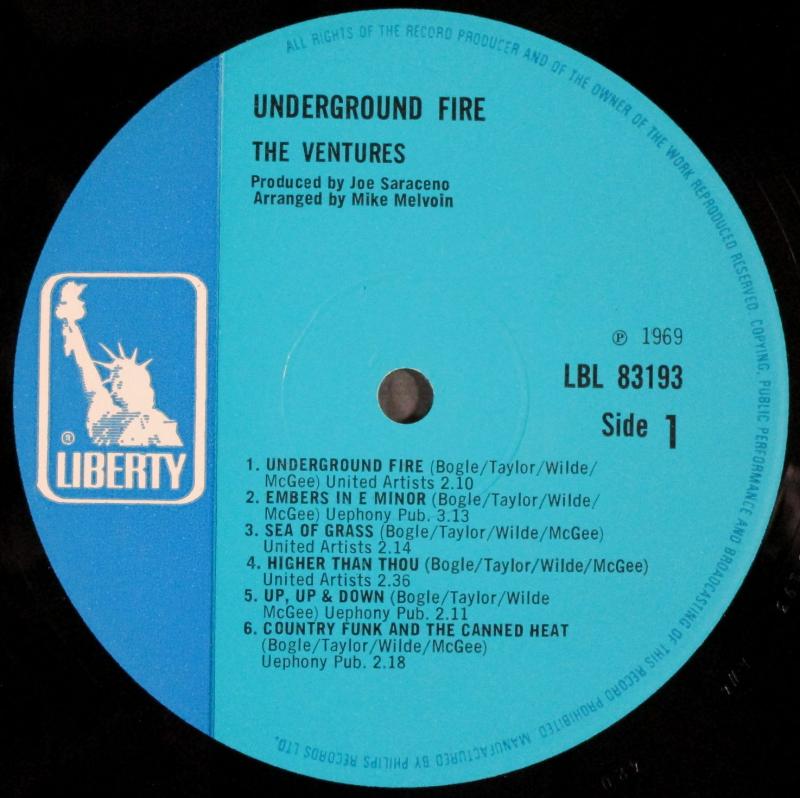 ALL RIGHTS OF THE RECORD PRODUCER AND OF THE OWNER OF THE WORK REPRODUCED RESERVED. COPYING, PUBLIC PERFORMANCE AND BROADCASTING OF THIS RECORD PROHIBITED. MANUFACTURED BY PHILIPS RECORDS LTD.
UNDERGROUND FIRE
THE VENTURES
Produced by Joe Saraceno
Arranged by Mike Melvoin
℗ 1969
LBL 83193
Side 1
®
LIBERTY
1. UNDERGROUND FIRE (Bogle/Taylor/Wilde/
McGee) United Artists 2.10
2. EMBERS IN E MINOR (Bogle/Taylor/Wilde/
McGee) Uephony Pub. 3.13
3. SEA OF GRASS (Bogle/Taylor/Wilde/McGee)
United Artists 2.14
4. HIGHER THAN THOU (Bogle/Taylor/Wilde/McGee)
United Artists 2.36
5. UP, UP & DOWN (Bogle/Taylor/Wilde
McGee) Uephony Pub. 2.11
6. COUNTRY FUNK AND THE CANNED HEAT
(Bogle/Taylor/Wilde/McGee)
Uephony Pub. 2.18